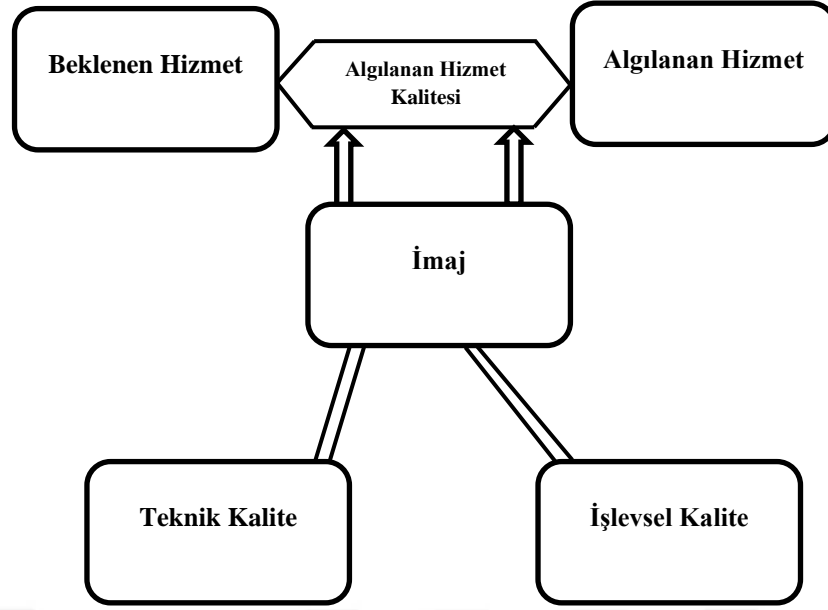 Beklenen Hizmet
Algılanan Hizmet
Kalitesi
Algılanan Hizmet
İmaj
Teknik Kalite
İşlevsel Kalite